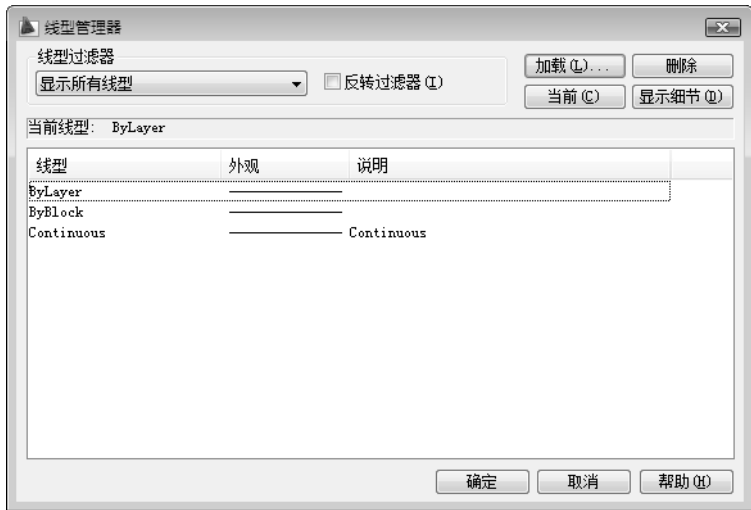 线型管理器
线型过滤器
显示所有线型
反转过滤器(I)
加载(L)...
删除
当前(C)
显示细节(D)
当前线型: ByLayer
线型 外观 说明
ByLayer
ByBlock
Continuous Continuous
确定 取消 帮助(H)